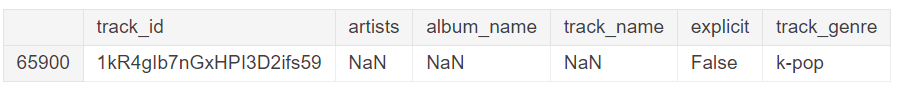 track_id artists album_name track_name explicit track_genre
65900 1kR4gIb7nGxHPI3D2ifs59 NaN NaN NaN False k-pop